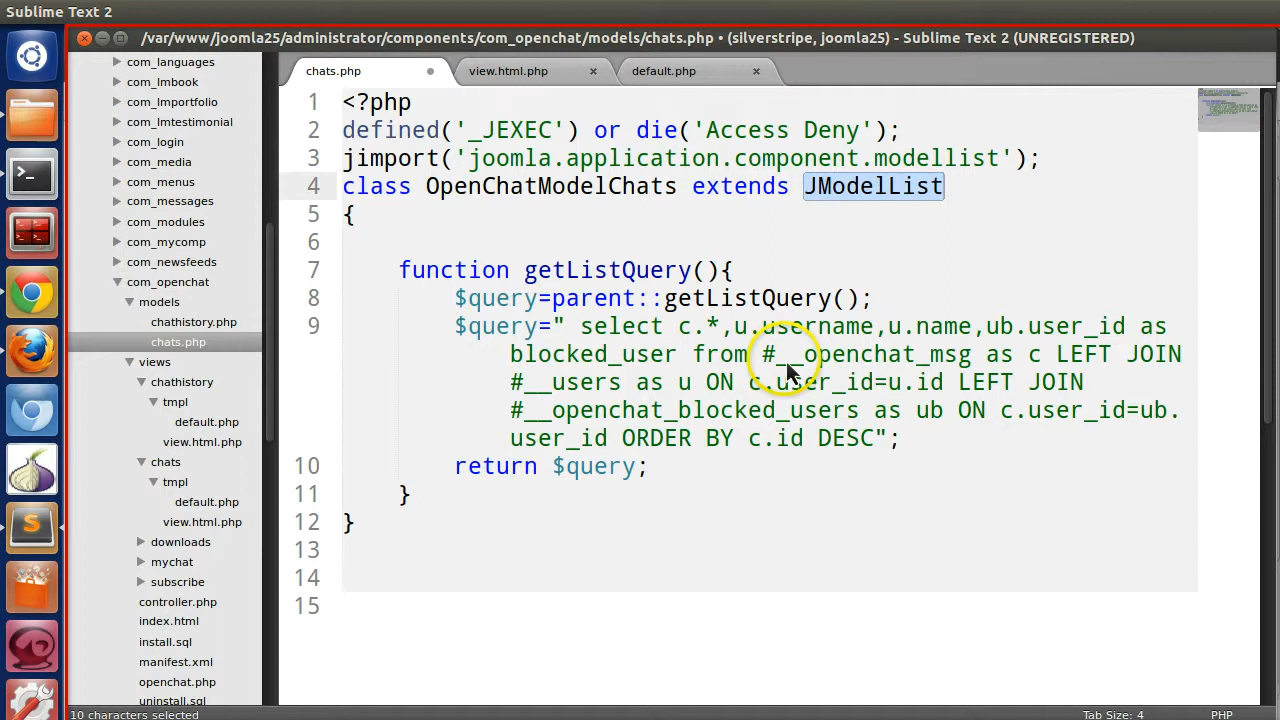 Sublime Text 2
/var/www/joomla25/administrator/components/com_openchat/models/chats.php • (silverstripe, joomla25) - Sublime Text 2 (UNREGISTERED)
com_languages
com_lmbook
com_lmportfolio
com_lmtestimonial
com_login
com_media
com_menus
com_messages
com_modules
com_mycomp
com_newsfeeds
com_openchat
models
chathistory.php
chats.php
views
chathistory
tmpl
default.php
view.html.php
chats
tmpl
default.php
view.html.php
downloads
mychat
subscribe
controller.php
index.html
install.sql
manifest.xml
openchat.php
uninstall.sql
chats.php view.html.php default.php
1 <?php
2 defined('_JEXEC') or die('Access Deny');
3 jimport('joomla.application.component.modellist');
4 class OpenChatModelChats extends JModelList
5 {
6
7 function getListQuery(){
8 $query=parent::getListQuery();
9 $query=" select c.*,u.username,u.name,ub.user_id as
blocked_user from #__openchat_msg as c LEFT JOIN
#__users as u ON c.user_id=u.id LEFT JOIN
#__openchat_blocked_users as ub ON c.user_id=ub.
user_id ORDER BY c.id DESC";
10 return $query;
11 }
12 }
13
14
15
10 characters selected Tab Size: 4 PHP